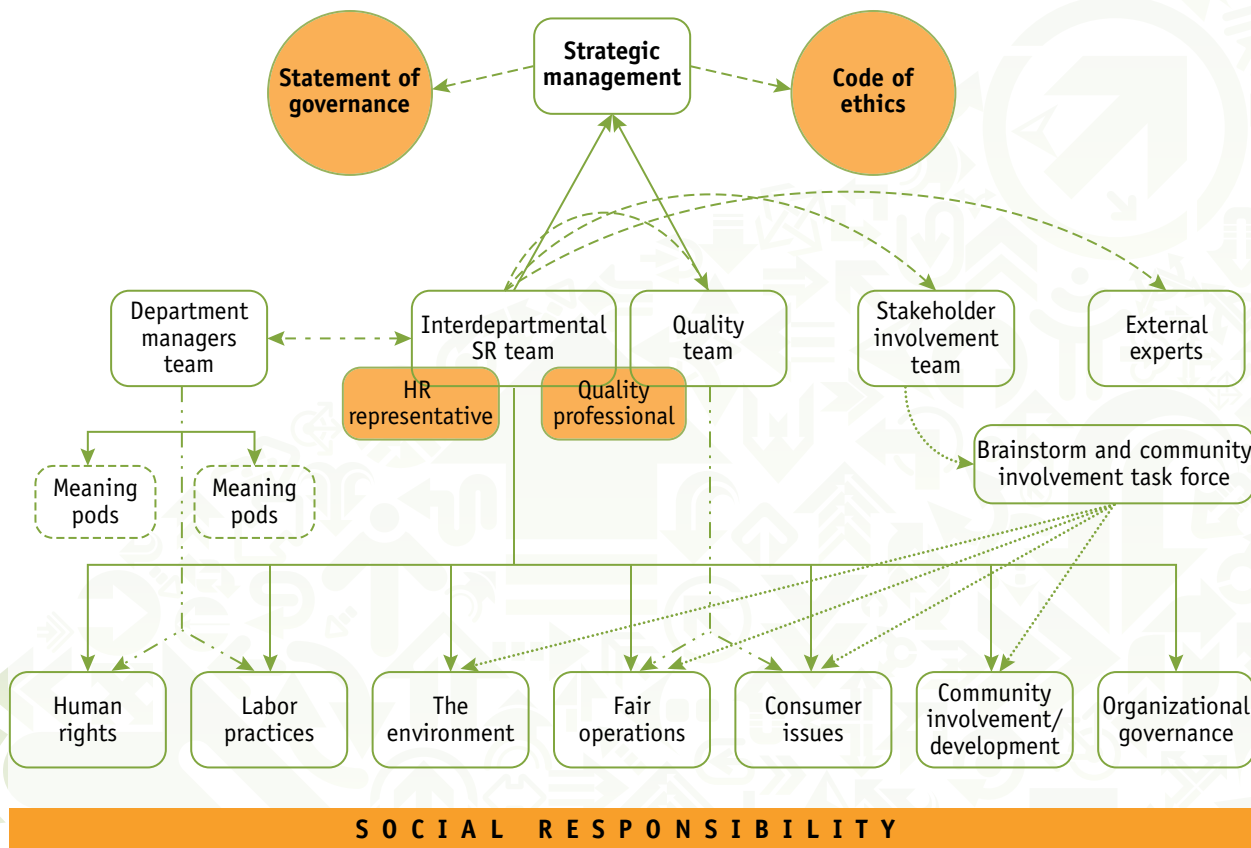 Statement of
governance
Strategic
management
Code of
ethics
Department
managers
team
Interdepartmental
SR team
Quality
team
Stakeholder
involvement
team
External
experts
HR
representative
Quality
professional
Brainstorm and community
involvement task force
Meaning
pods
Meaning
pods
Human
rights
Labor
practices
The
environment
Fair
operations
Consumer
issues
Community
involvement/
development
Organizational
governance
SOCIAL RESPONSIBILITY